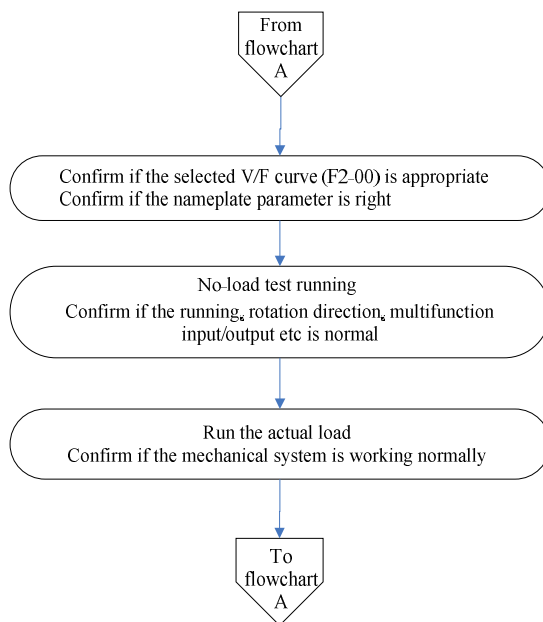 From
flowchart
A
Confirm if the selected V/F curve (F2-00) is appropriate
Confirm if the nameplate parameter is right
No-load test running
Confirm if the running, rotation direction, multifunction
input/output etc is normal
Run the actual load
Confirm if the mechanical system is working normally
To
flowchart
A